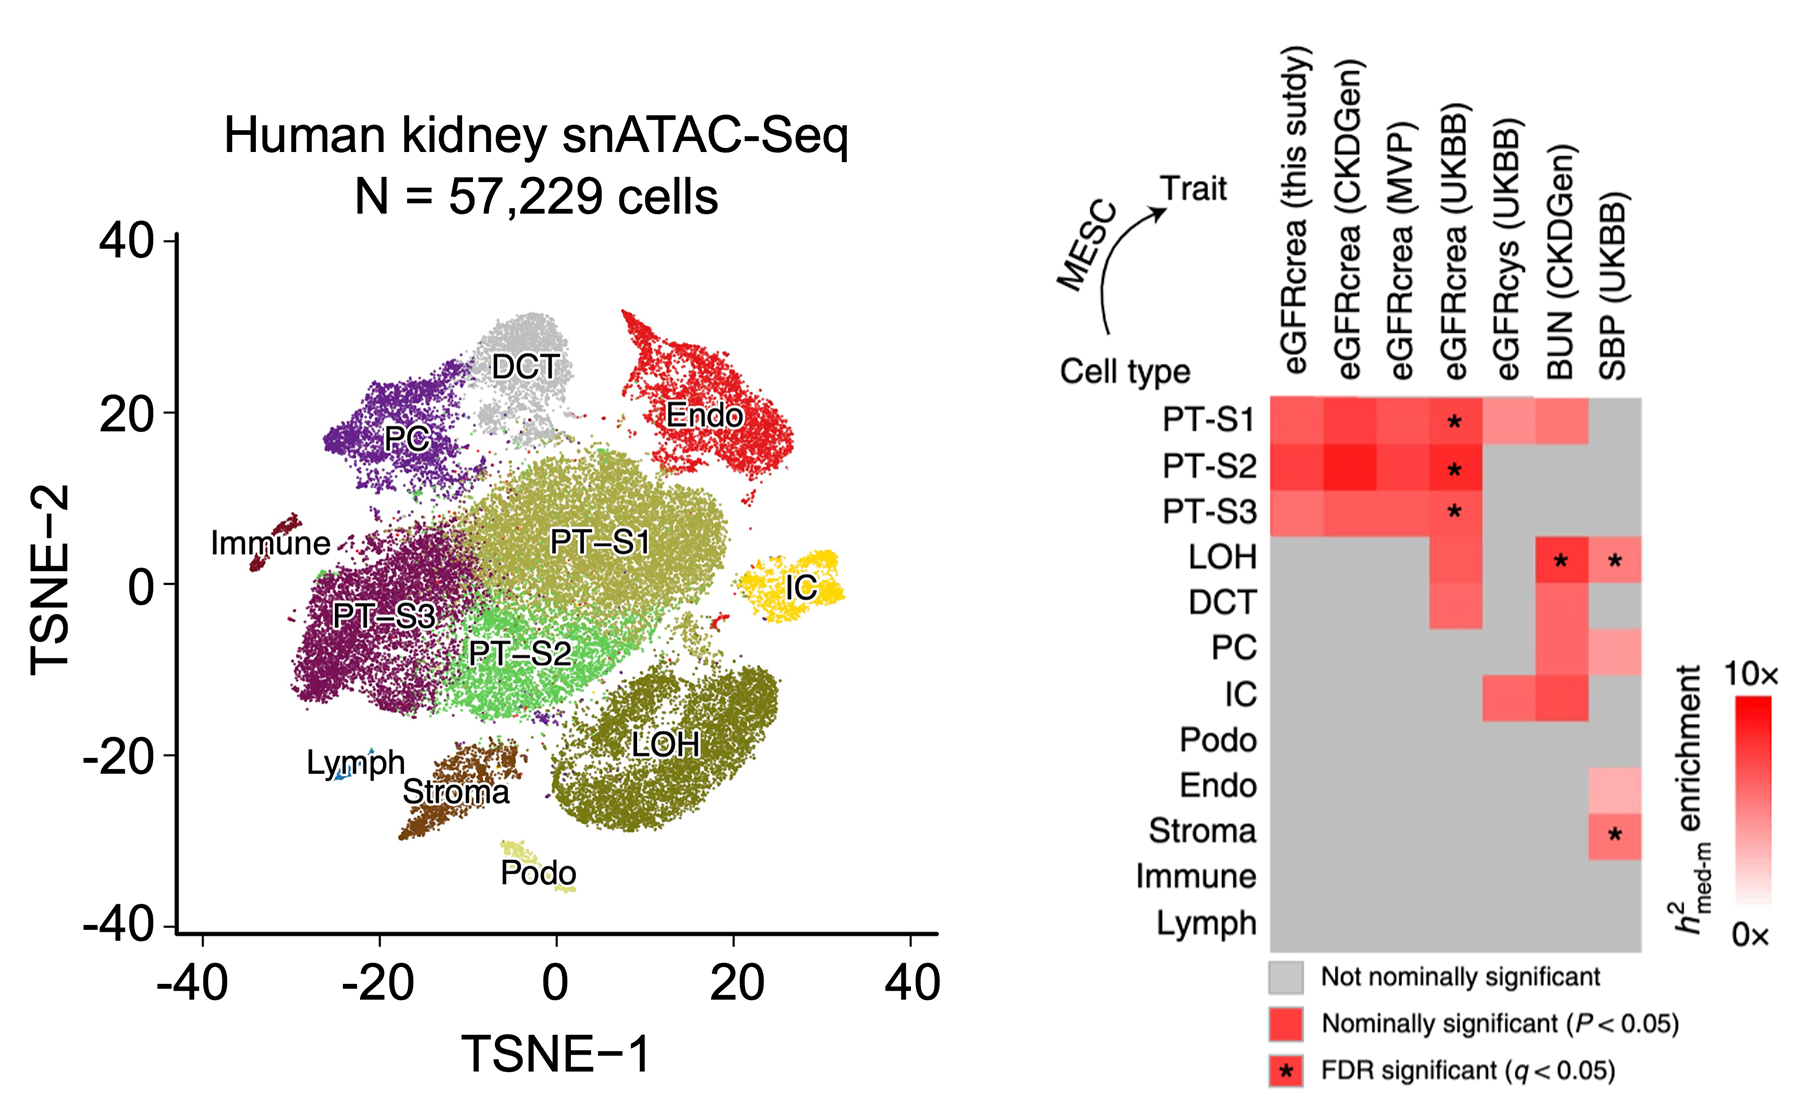 Human kidney snATAC-Seq
N = 57,229 cells
TSNE−2
40
20
0
-20
-40
DCT
Endo
PC
PT−S1
Immune
IC
PT−S3
PT−S2
LOH
Lymph
Stroma
Podo
-40
-20
0
20
40
TSNE−1
MESC
Trait
Cell type
eGFRcrea (this sutdy)
eGFRcrea (CKDGen)
eGFRcrea (MVP)
eGFRcrea (UKBB)
eGFRcys (UKBB)
BUN (CKDGen)
SBP (UKBB)
PT-S1 *
PT-S2 *
PT-S3 *
LOH * *
DCT
PC
IC
Podo
Endo
Stroma *
Immune
Lymph
h²med-m enrichment
10×
0×
Not nominally significant
Nominally significant (P < 0.05)
* FDR significant (q < 0.05)